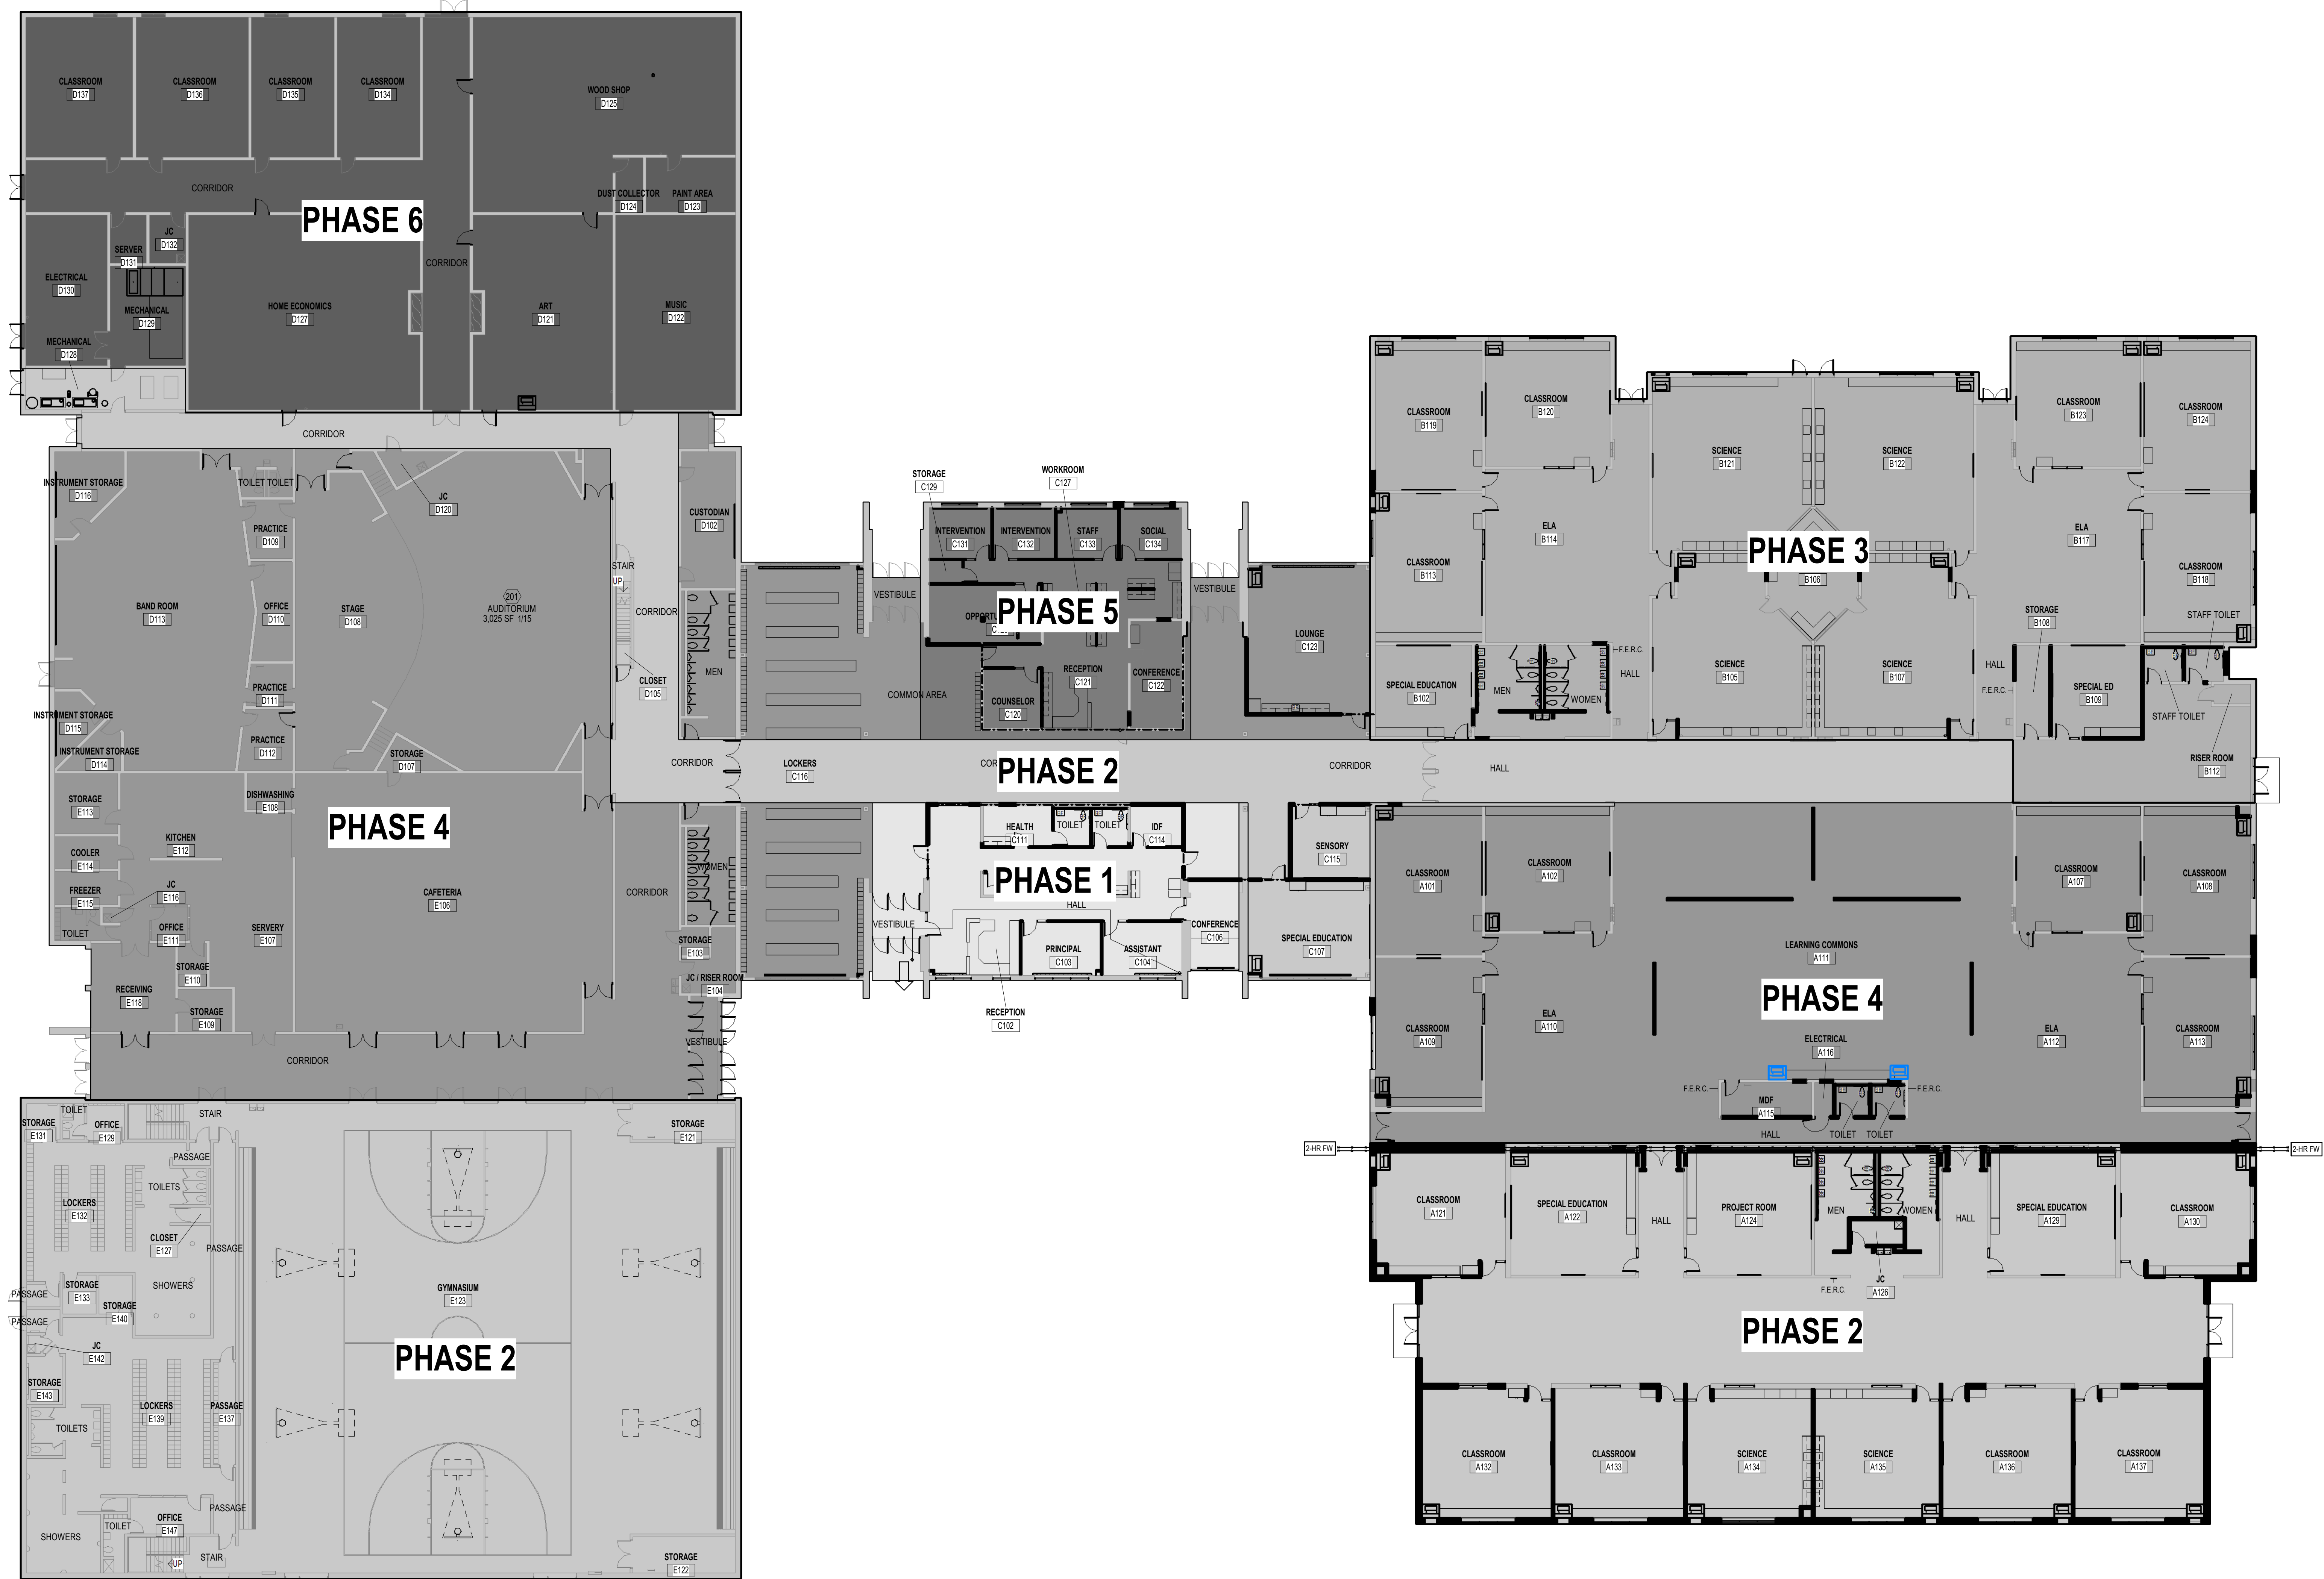 CLASSROOM
D137
CLASSROOM
D136
CLASSROOM
D135
CLASSROOM
D134
WOOD SHOP
D125
CORRIDOR
DUST COLLECTOR
D124
PAINT AREA
D123
PHASE 6
JC
D132
SERVER
D131
CORRIDOR
ELECTRICAL
D130
MECHANICAL
D129
HOME ECONOMICS
D127
ART
D121
MUSIC
D122
MECHANICAL
D128
CORRIDOR
INSTRUMENT STORAGE
D116
TOILET
TOILET
JC
D120
CUSTODIAN
D102
PRACTICE
D109
STAIR
UP
BAND ROOM
D113
OFFICE
D110
STAGE
D108
201
AUDITORIUM
3,025 SF 1/15
CORRIDOR
MEN
CLOSET
D105
PRACTICE
D111
INSTRUMENT STORAGE
D115
PRACTICE
D112
INSTRUMENT STORAGE
D114
STORAGE
D107
CORRIDOR
STORAGE
E113
DISHWASHING
E108
PHASE 4
KITCHEN
E112
COOLER
E114
JC
E116
FREEZER
E115
CAFETERIA
E106
CORRIDOR
WOMEN
TOILET
OFFICE
E111
SERVERY
E107
STORAGE
E103
STORAGE
E110
JC / RISER ROOM
E104
RECEIVING
E118
STORAGE
E109
VESTIBULE
CORRIDOR
STORAGE
C129
WORKROOM
C127
INTERVENTION
C131
INTERVENTION
C132
STAFF
C133
SOCIAL
C134
VESTIBULE
VESTIBULE
PHASE 5
LOUNGE
C123
COMMON AREA
RECEPTION
C121
CONFERENCE
C122
COUNSELOR
C120
LOCKERS
C116
PHASE 2
CORRIDOR
HALL
HEALTH
C111
TOILET
TOILET
IDF
C114
SENSORY
C115
PHASE 1
HALL
VESTIBULE
CONFERENCE
C106
SPECIAL EDUCATION
C107
PRINCIPAL
C103
ASSISTANT
C104
RECEPTION
C102
CLASSROOM
B119
CLASSROOM
B120
SCIENCE
B121
SCIENCE
B122
CLASSROOM
B123
CLASSROOM
B124
ELA
B114
ELA
B117
PHASE 3
CLASSROOM
B113
B106
CLASSROOM
B118
STORAGE
B108
STAFF TOILET
F.E.R.C.
HALL
SCIENCE
B105
SCIENCE
B107
HALL
SPECIAL EDUCATION
B102
MEN
WOMEN
F.E.R.C.
SPECIAL ED
B109
STAFF TOILET
RISER ROOM
B112
CLASSROOM
A101
CLASSROOM
A102
CLASSROOM
A107
CLASSROOM
A108
LEARNING COMMONS
A111
PHASE 4
CLASSROOM
A109
ELA
A110
ELECTRICAL
A116
ELA
A112
CLASSROOM
A113
F.E.R.C.
MDF
A115
F.E.R.C.
HALL
TOILET
TOILET
2-HR FW
2-HR FW
CLASSROOM
A121
SPECIAL EDUCATION
A122
HALL
PROJECT ROOM
A124
MEN
WOMEN
HALL
SPECIAL EDUCATION
A129
CLASSROOM
A130
JC
A126
F.E.R.C.
PHASE 2
CLASSROOM
A132
CLASSROOM
A133
SCIENCE
A134
SCIENCE
A135
CLASSROOM
A136
CLASSROOM
A137
STORAGE
E131
TOILET
OFFICE
E129
STAIR
STORAGE
E121
PASSAGE
TOILETS
LOCKERS
E132
CLOSET
E127
PASSAGE
SHOWERS
PASSAGE
STORAGE
E133
STORAGE
E140
GYMNASIUM
E123
PASSAGE
JC
E142
PHASE 2
STORAGE
E143
LOCKERS
E139
PASSAGE
E137
TOILETS
PASSAGE
OFFICE
E147
TOILET
SHOWERS
UP
STAIR
STORAGE
E122